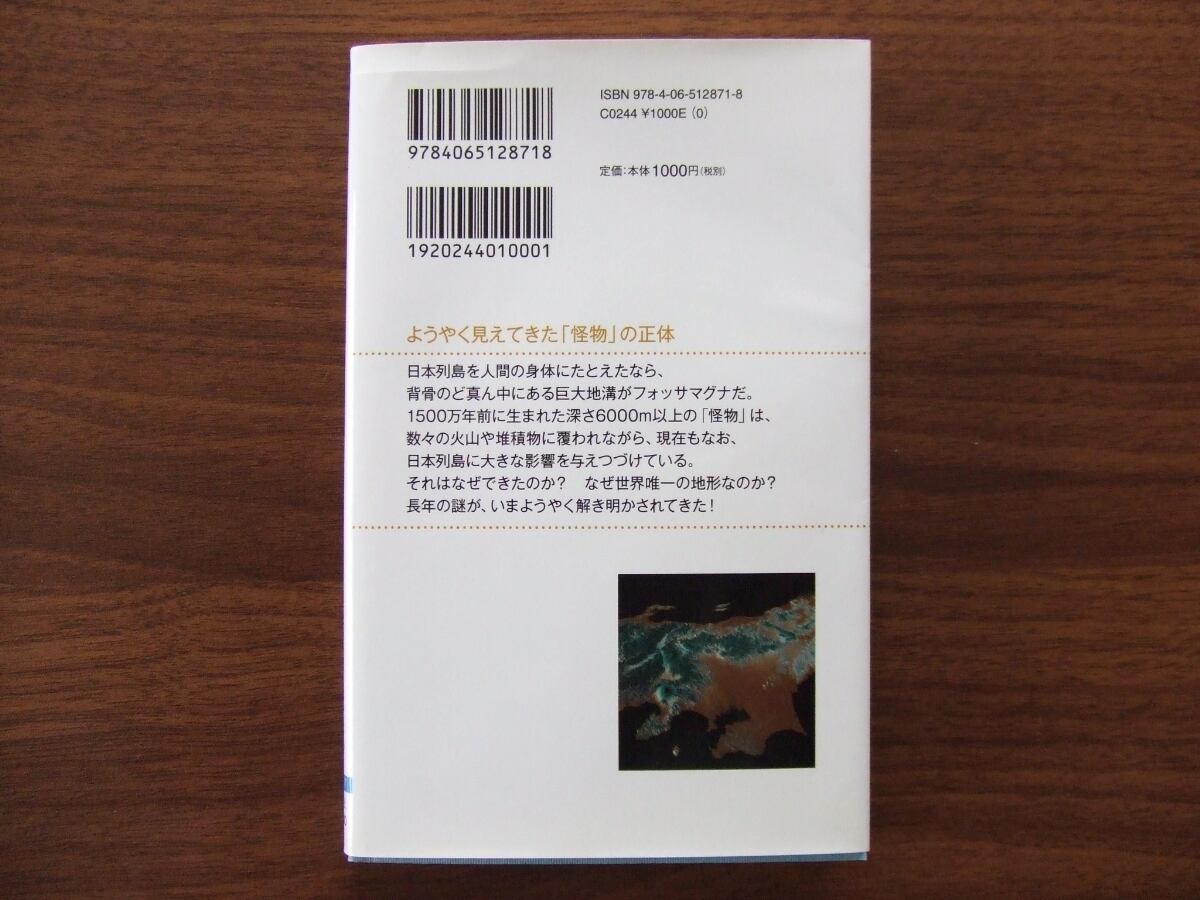 ISBN 978-4-06-512871-8
C0244 ¥1000E (0)
9784065128718
定価:本体1000円(税別)
1920244010001
ようやく見えてきた「怪物」の正体
日本列島を人間の身体にたとえたなら、
背骨のど真ん中にある巨大地溝がフォッサマグナだ。
1500万年前に生まれた深さ6000m以上の「怪物」は、
数々の火山や堆積物に覆われながら、現在もなお、
日本列島に大きな影響を与えつづけている。
それはなぜできたのか?　なぜ世界唯一の地形なのか?
長年の謎が、いまようやく解き明かされてきた!